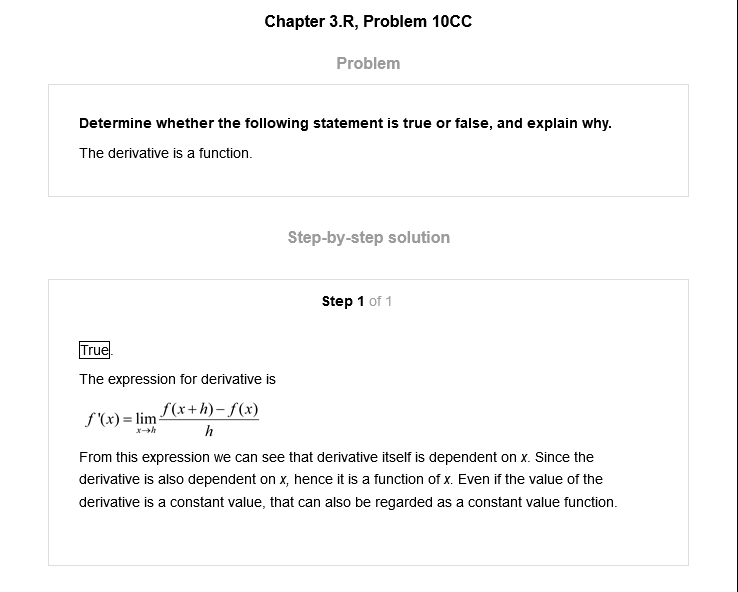 Chapter 3.R, Problem 10CC
Problem
Determine whether the following statement is true or false, and explain why.
The derivative is a function.
Step-by-step solution
Step 1 of 1
True.
The expression for derivative is
f'(x) = lim x→h f(x+h) − f(x) / h
From this expression we can see that derivative itself is dependent on x. Since the
derivative is also dependent on x, hence it is a function of x. Even if the value of the
derivative is a constant value, that can also be regarded as a constant value function.